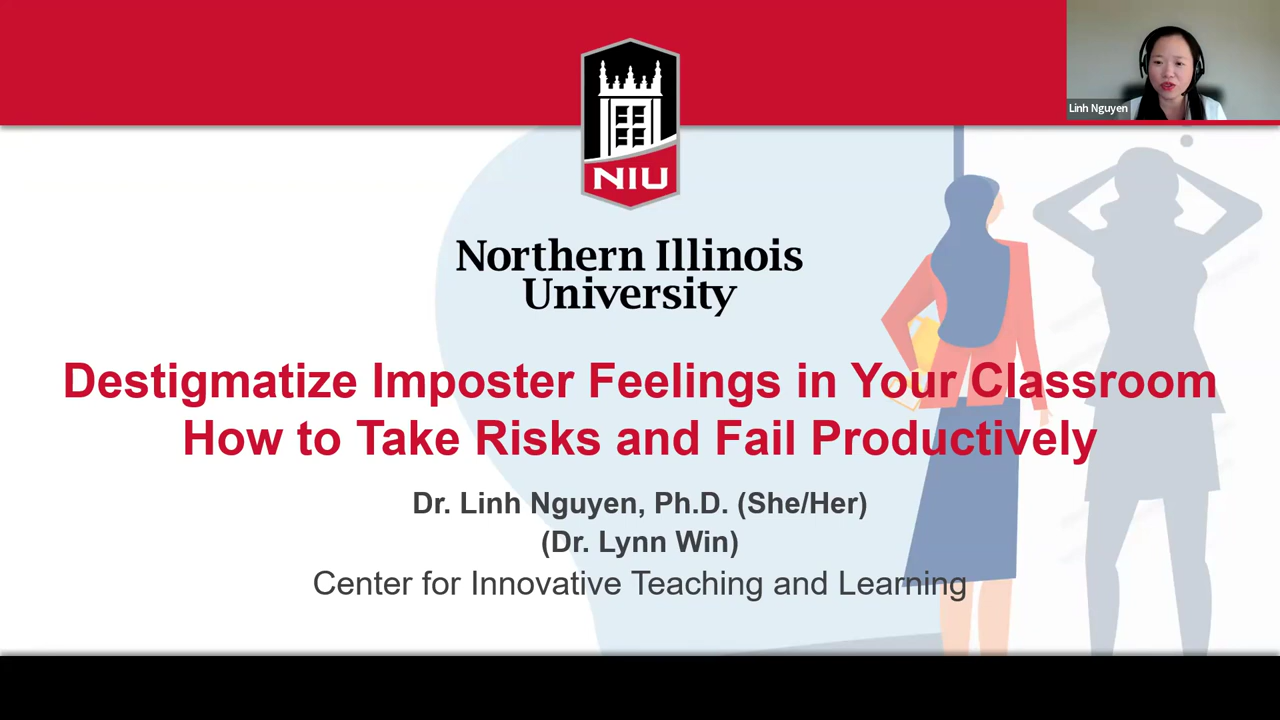 Linh Nguyen
NIU
Northern Illinois
University
Destigmatize Imposter Feelings in Your Classroom
How to Take Risks and Fail Productively
Dr. Linh Nguyen, Ph.D. (She/Her)
(Dr. Lynn Win)
Center for Innovative Teaching and Learning